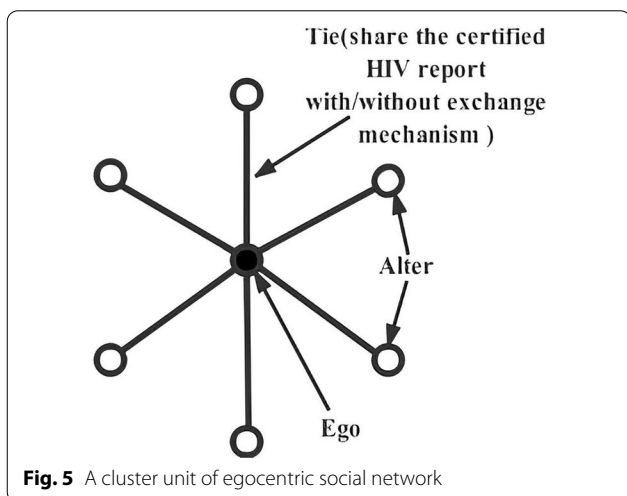 Tie(share the certified
HIV report
with/without exchange
mechanism )
Alter
Ego
Fig. 5 A cluster unit of egocentric social network